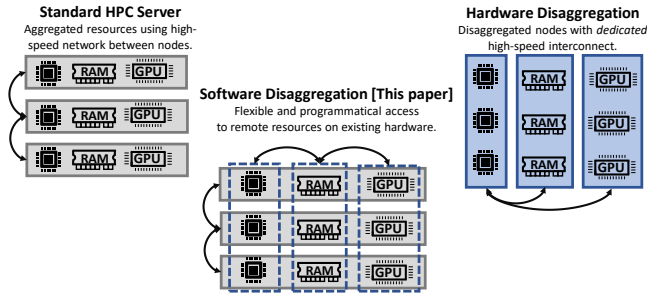 Standard HPC Server
Aggregated resources using high-
speed network between nodes.
RAM GPU
RAM GPU
RAM GPU
Software Disaggregation [This paper]
Flexible and programmatical access
to remote resources on existing hardware.
RAM GPU
RAM GPU
RAM GPU
Hardware Disaggregation
Disaggregated nodes with dedicated
high-speed interconnect.
RAM GPU
RAM GPU
RAM GPU